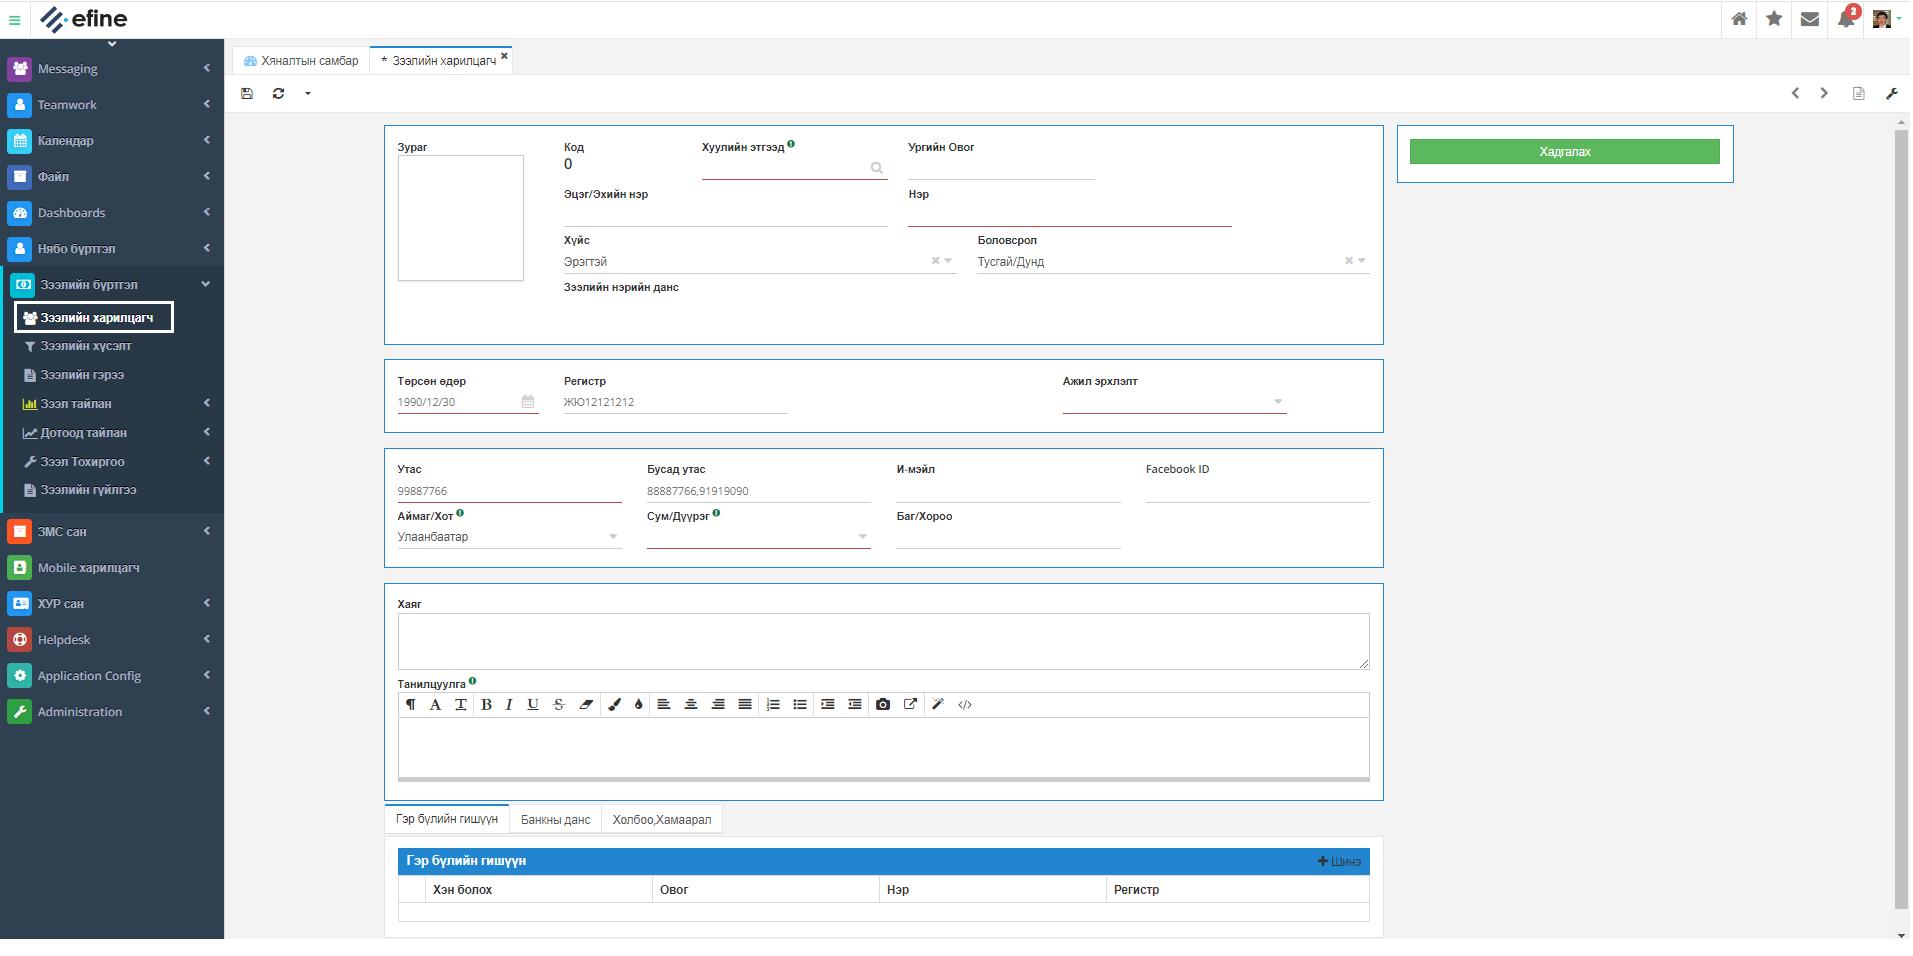 efine
2
Messaging
Teamwork
Календар
Файл
Dashboards
Нябо бүртгэл
Зээлийн бүртгэл
Зээлийн харилцагч
Зээлийн хүсэлт
Зээлийн гэрээ
Зээл тайлан
Дотоод тайлан
Зээл Тохиргоо
Зээлийн гүйлгээ
ЗМС сан
Mobile харилцагч
ХУР сан
Helpdesk
Application Config
Administration
Хяналтын самбар
* Зээлийн харилцагч
Зураг
Код
Хуулийн этгээд
Ургийн Овог
0
Эцэг/Эхийн нэр
Нэр
Хүйс
Боловсрол
Эрэгтэй
Тусгай/Дунд
Зээлийн нэрийн данс
Хадгалах
Төрсөн өдөр
Регистр
Ажил эрхлэлт
1990/12/30
ЖЮ12121212
Утас
Бусад утас
И-мэйл
Facebook ID
99887766
88887766,91919090
Аймаг/Хот
Сум/Дүүрэг
Баг/Хороо
Улаанбаатар
Хаяг
Танилцуулга
Гэр бүлийн гишүүн
Банкны данс
Холбоо,Хамаарал
Гэр бүлийн гишүүн
Шинэ
Хэн болох
Овог
Нэр
Регистр